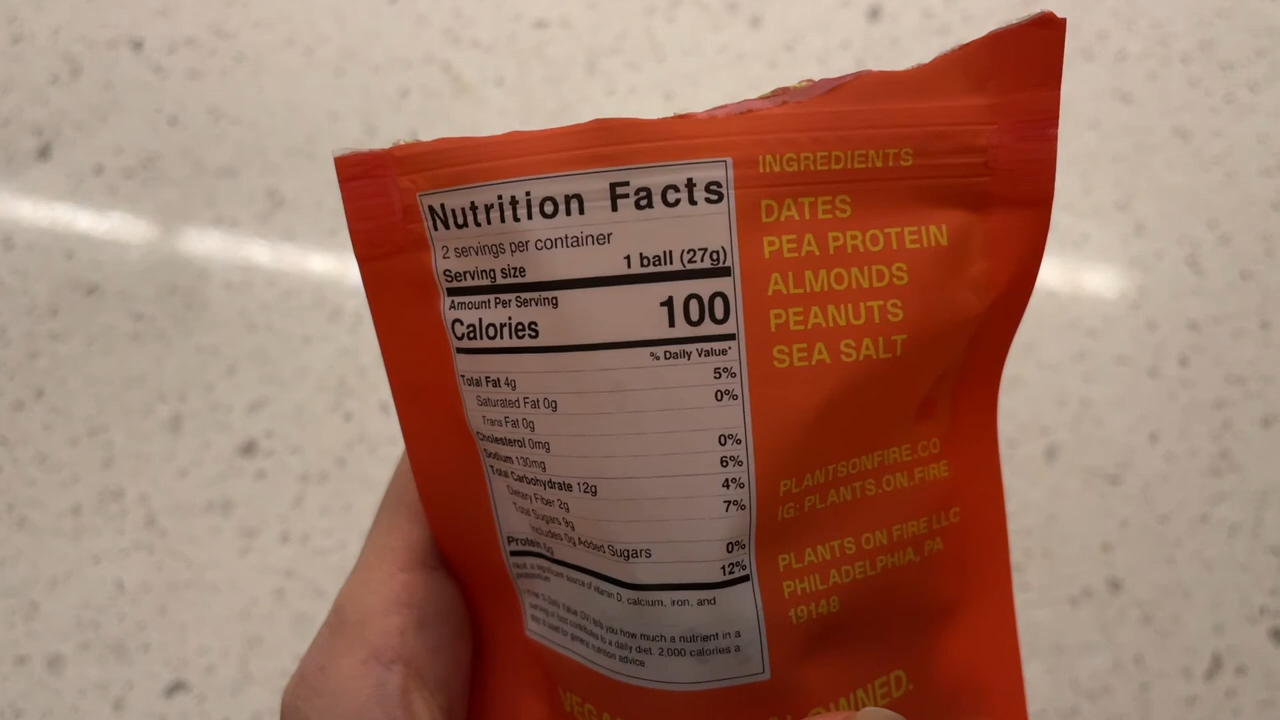 Nutrition Facts
2 servings per container
Serving size 1 ball (27g)
Amount Per Serving
Calories 100
% Daily Value*
Total Fat 4g 5%
Saturated Fat 0g 0%
Trans Fat 0g
Cholesterol 0mg 0%
Sodium 130mg 6%
Total Carbohydrate 12g 4%
Dietary Fiber 2g 7%
Total Sugars 9g
Includes 0g Added Sugars 0%
Protein 12%
significant source of vitamin D, calcium, iron, and
Daily Value (DV) tells you how much a nutrient in a
serving of food contributes to a daily diet. 2,000 calories a
day is used for general nutrition advice
INGREDIENTS
DATES
PEA PROTEIN
ALMONDS
PEANUTS
SEA SALT
PLANTSONFIRE.CO
IG: PLANTS.ON.FIRE
PLANTS ON FIRE LLC
PHILADELPHIA, PA
19148
OWNED.